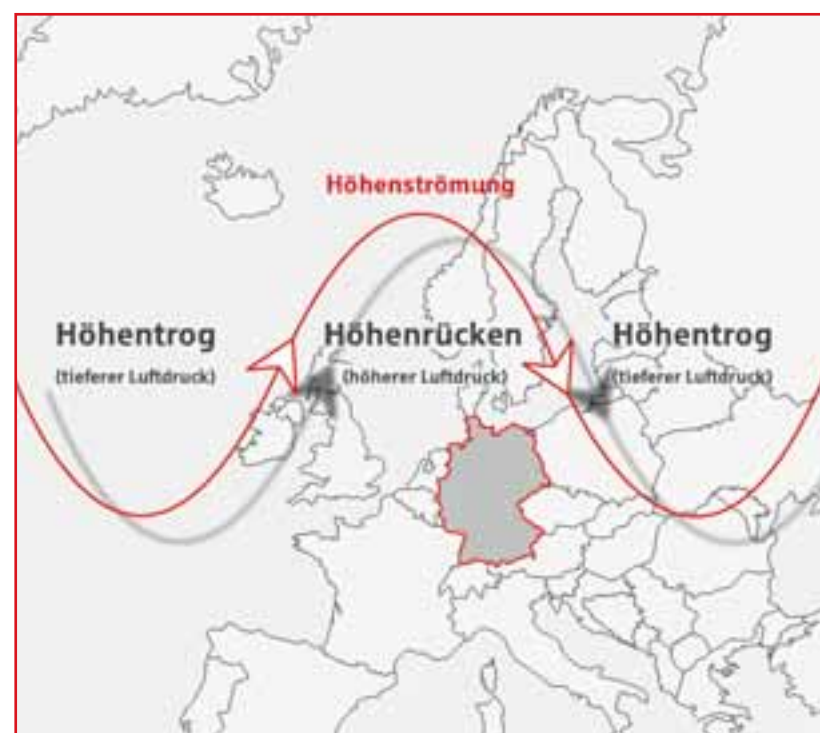 Höhenströmung
Höhentrog
(tieferer Luftdruck)
Höhenrücken
(höherer Luftdruck)
Höhentrog
(tieferer Luftdruck)